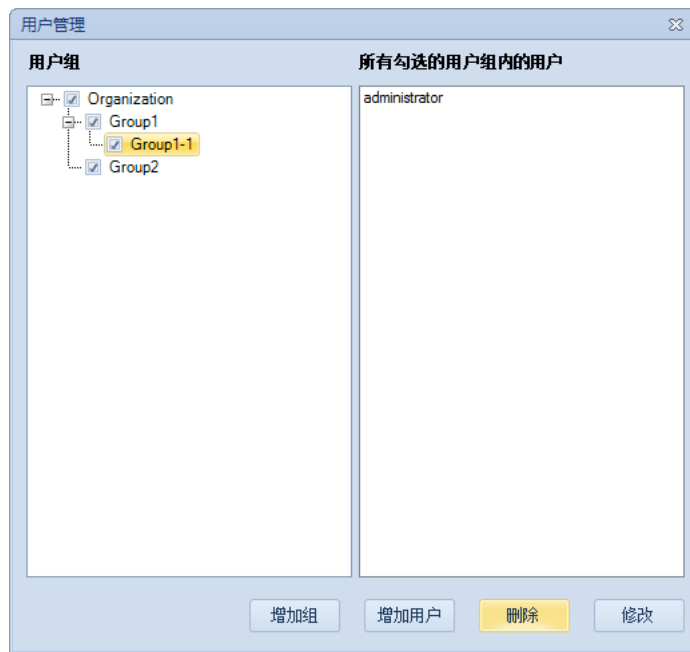 用户管理
用户组
所有勾选的用户组内的用户
Organization
Group1
Group1-1
Group2
administrator
增加组
增加用户
删除
修改